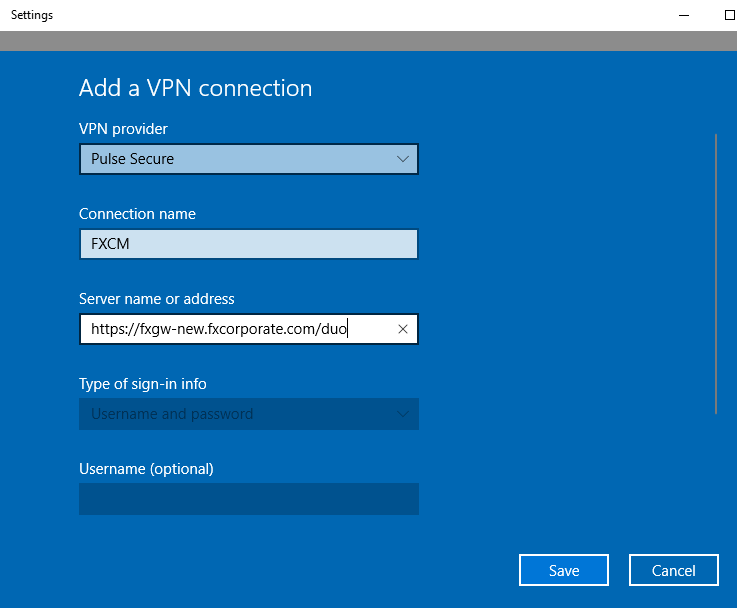 Settings
Add a VPN connection
VPN provider
Pulse Secure
Connection name
FXCM
Server name or address
https://fxgw-new.fxcorporate.com/duo
Type of sign-in info
Username and password
Username (optional)
Save
Cancel